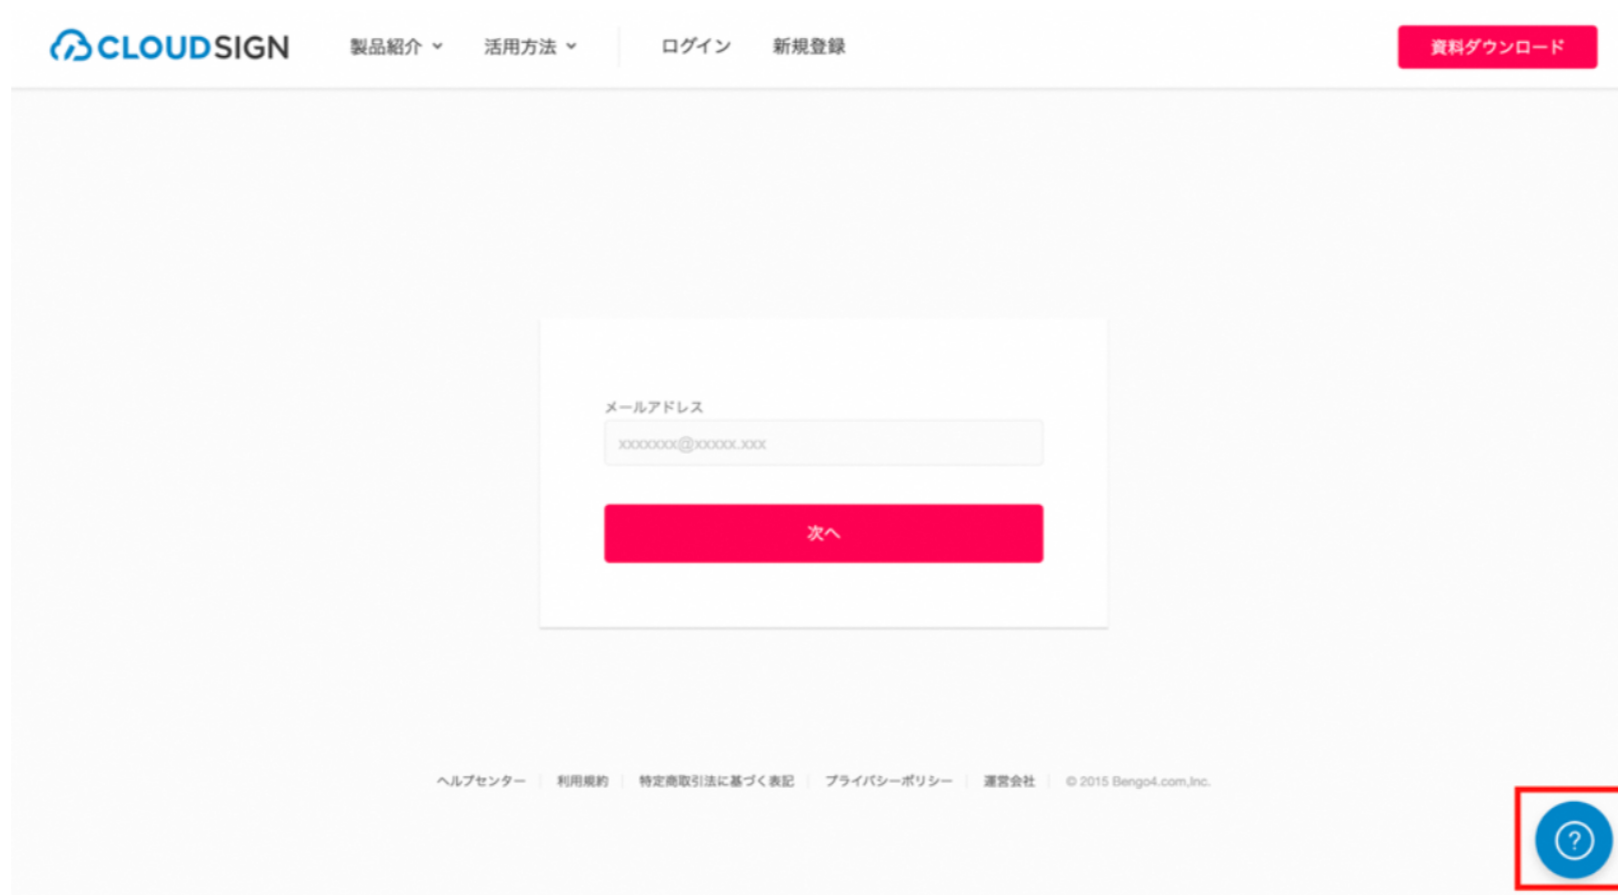 CLOUDSIGN 製品紹介 活用方法 ログイン 新規登録 資料ダウンロード
メールアドレス
xxxxxxx@xxxxx.xxx
次へ
ヘルプセンター 利用規約 特定商取引法に基づく表記 プライバシーポリシー 運営会社 © 2015 Bengo4.com,Inc.
?